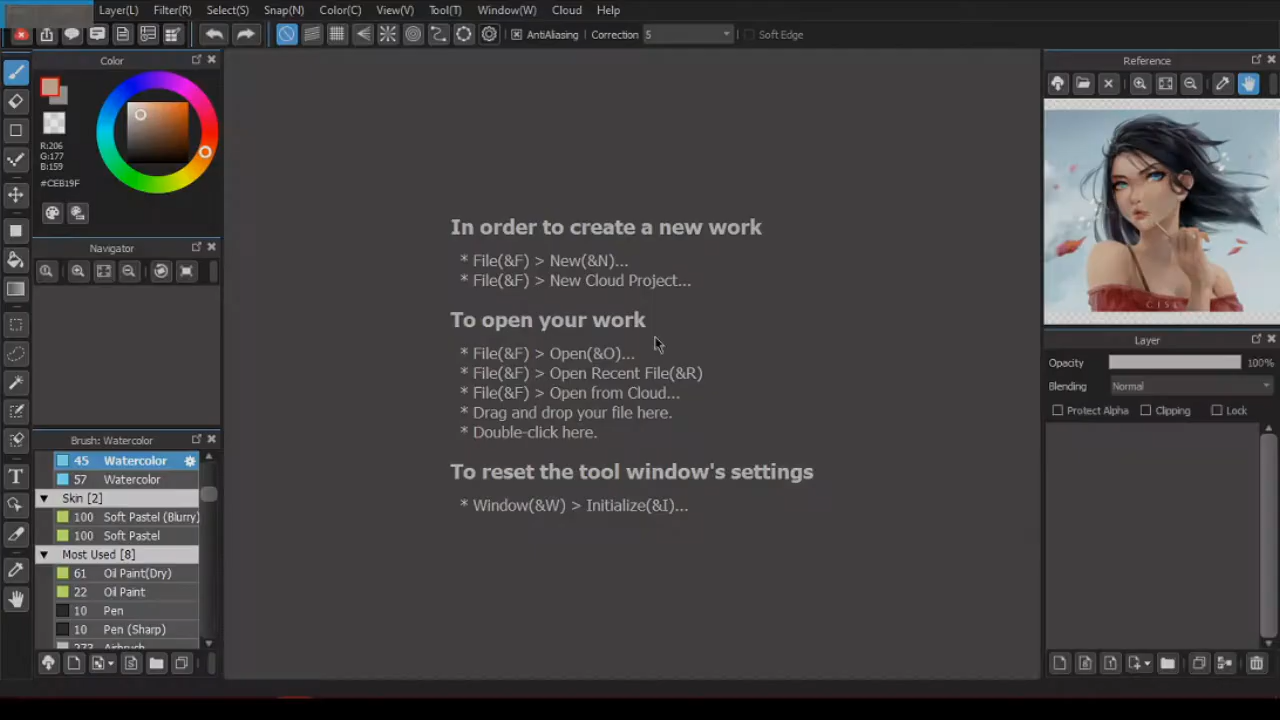 Layer(L) Filter(R) Select(S) Snap(N) Color(C) View(V) Tool(T) Window(W) Cloud Help
AntiAliasing Correction 5 Soft Edge
Color
R:206
G:177
B:159
#CEB19F
Navigator
Brush: Watercolor
45 Watercolor
57 Watercolor
Skin [2]
100 Soft Pastel (Blurry)
100 Soft Pastel
Most Used [8]
61 Oil Paint(Dry)
22 Oil Paint
10 Pen
10 Pen (Sharp)
273 Airbrush
In order to create a new work
* File(&F) > New(&N)...
* File(&F) > New Cloud Project...
To open your work
* File(&F) > Open(&O)...
* File(&F) > Open Recent File(&R)
* File(&F) > Open from Cloud...
* Drag and drop your file here.
* Double-click here.
To reset the tool window's settings
* Window(&W) > Initialize(&I)...
Reference
Layer
Opacity 100%
Blending Normal
Protect Alpha Clipping Lock